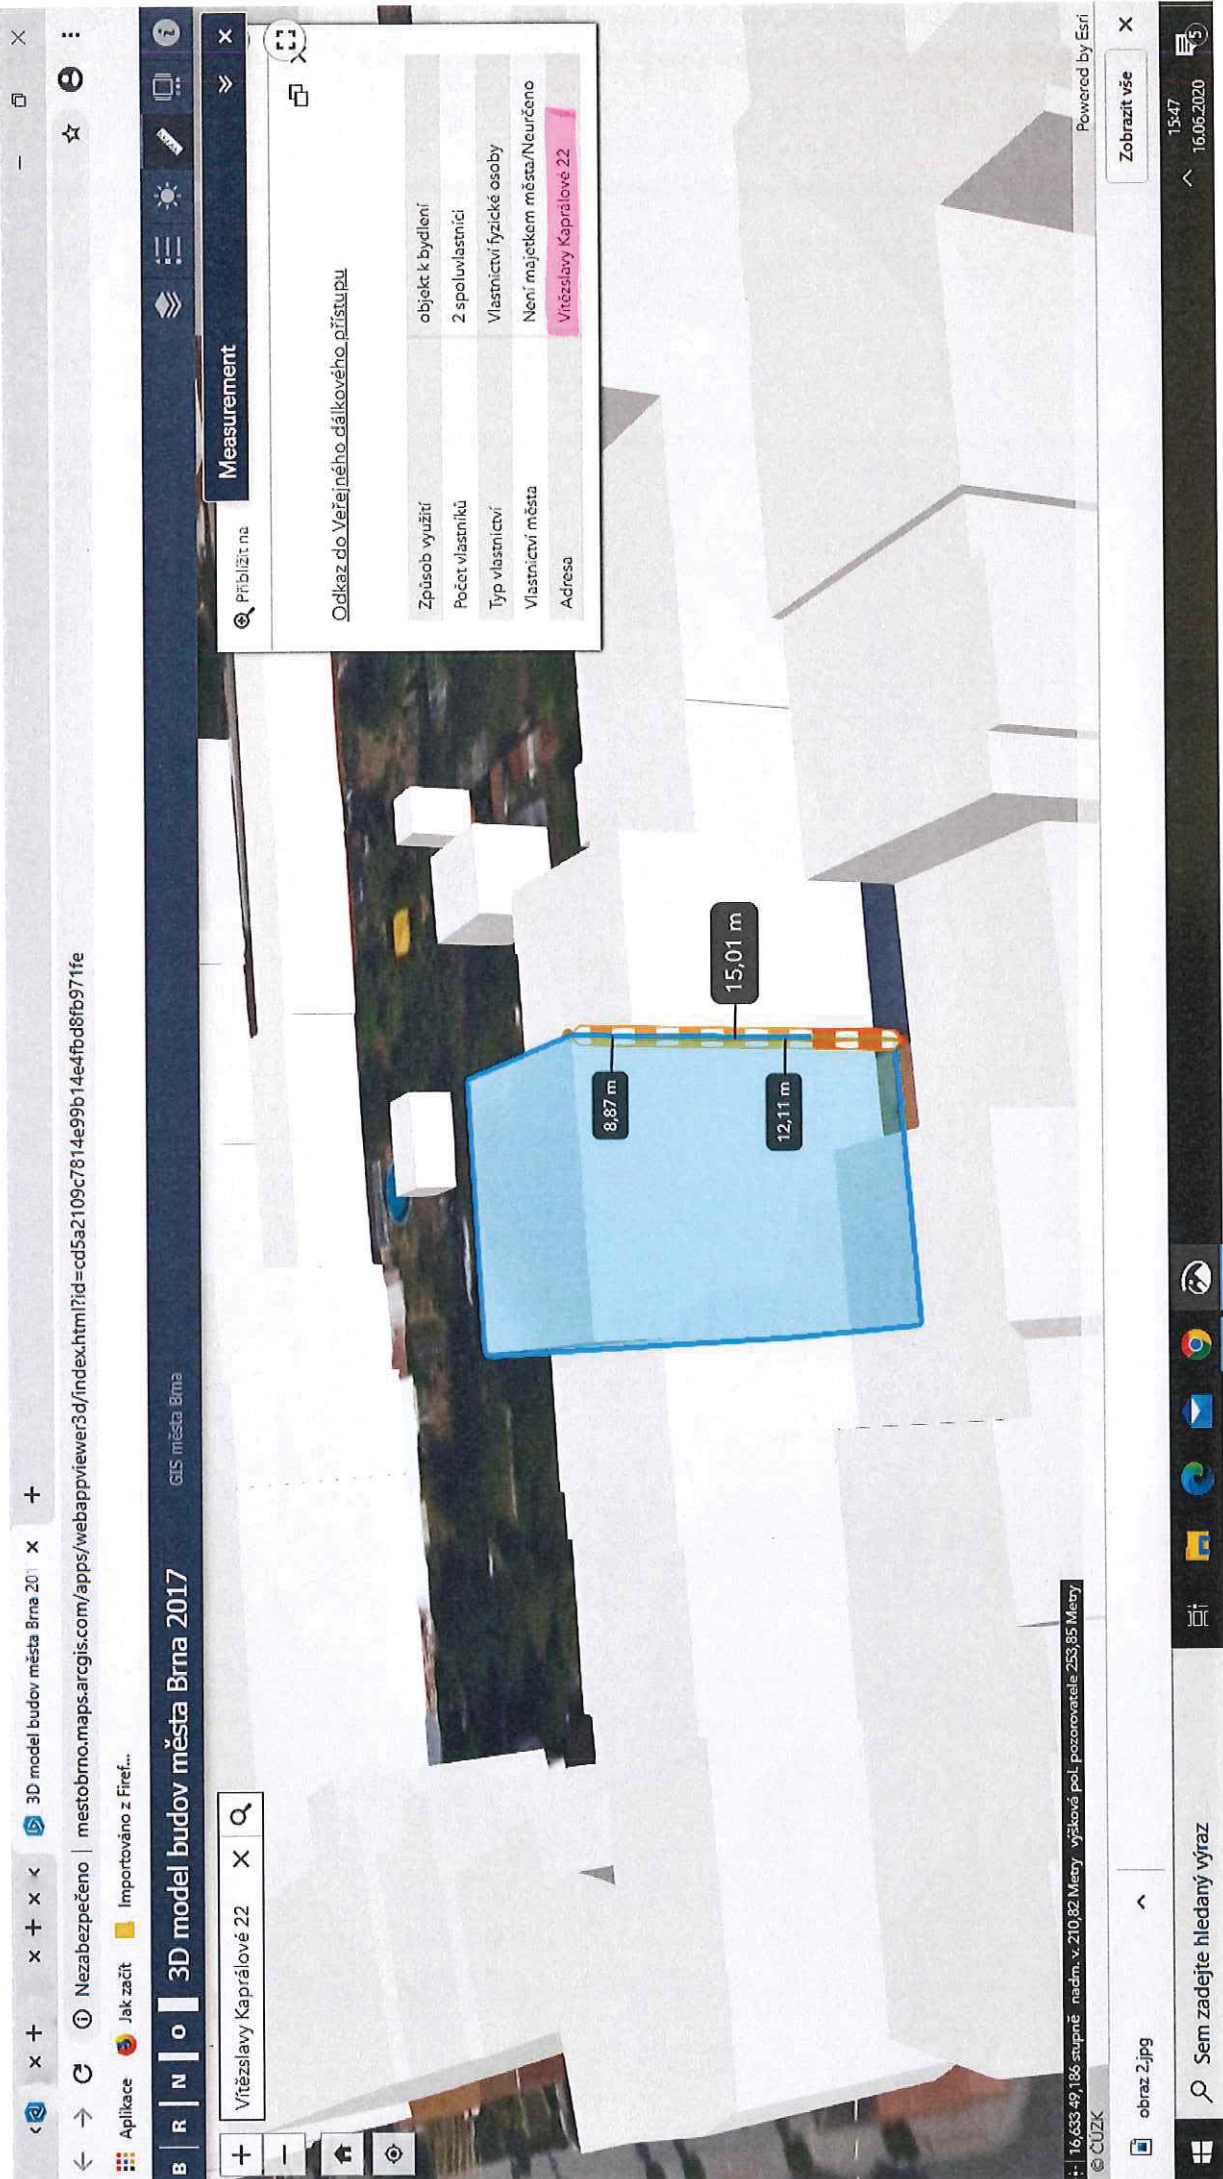 3D model budov města Brna 201
Nezabezpečeno | mestobrno.maps.arcgis.com/apps/webappviewer3d/index.html?id=cd5a2109c7814e99b14e4fbd8fb971fe
Aplikace Jak začít Importováno z Firef...
B | R | N | O 3D model budov města Brna 2017 GIS města Brna
Vítězslavy Kaprálové 22
Measurement
Přiblížit na
Odkaz do Veřejného dálkového přístupu
Způsob využití objekt k bydlení
Počet vlastníků 2 spoluvlastníci
Typ vlastnictví Vlastnictví fyzické osoby
Vlastnictví města Není majetkem města/Neurčeno
Adresa Vítězslavy Kaprálové 22
8,87 m
15,01 m
12,11 m
16,633 49,186 stupně nadm. v. 210,82 Metry výšková pol. pozorovatele 253,85 Metry
© ČÚZK
Powered by Esri
obraz 2.jpg
Zobrazit vše
Sem zadejte hledaný výraz
15:47
16.06.2020
5